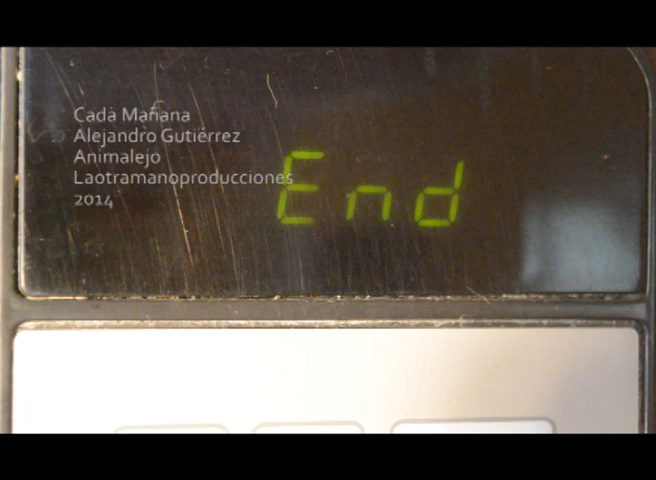 Cada Mañana
Alejandro Gutiérrez
Animalejo
Laotramanoproducciones
2014
End